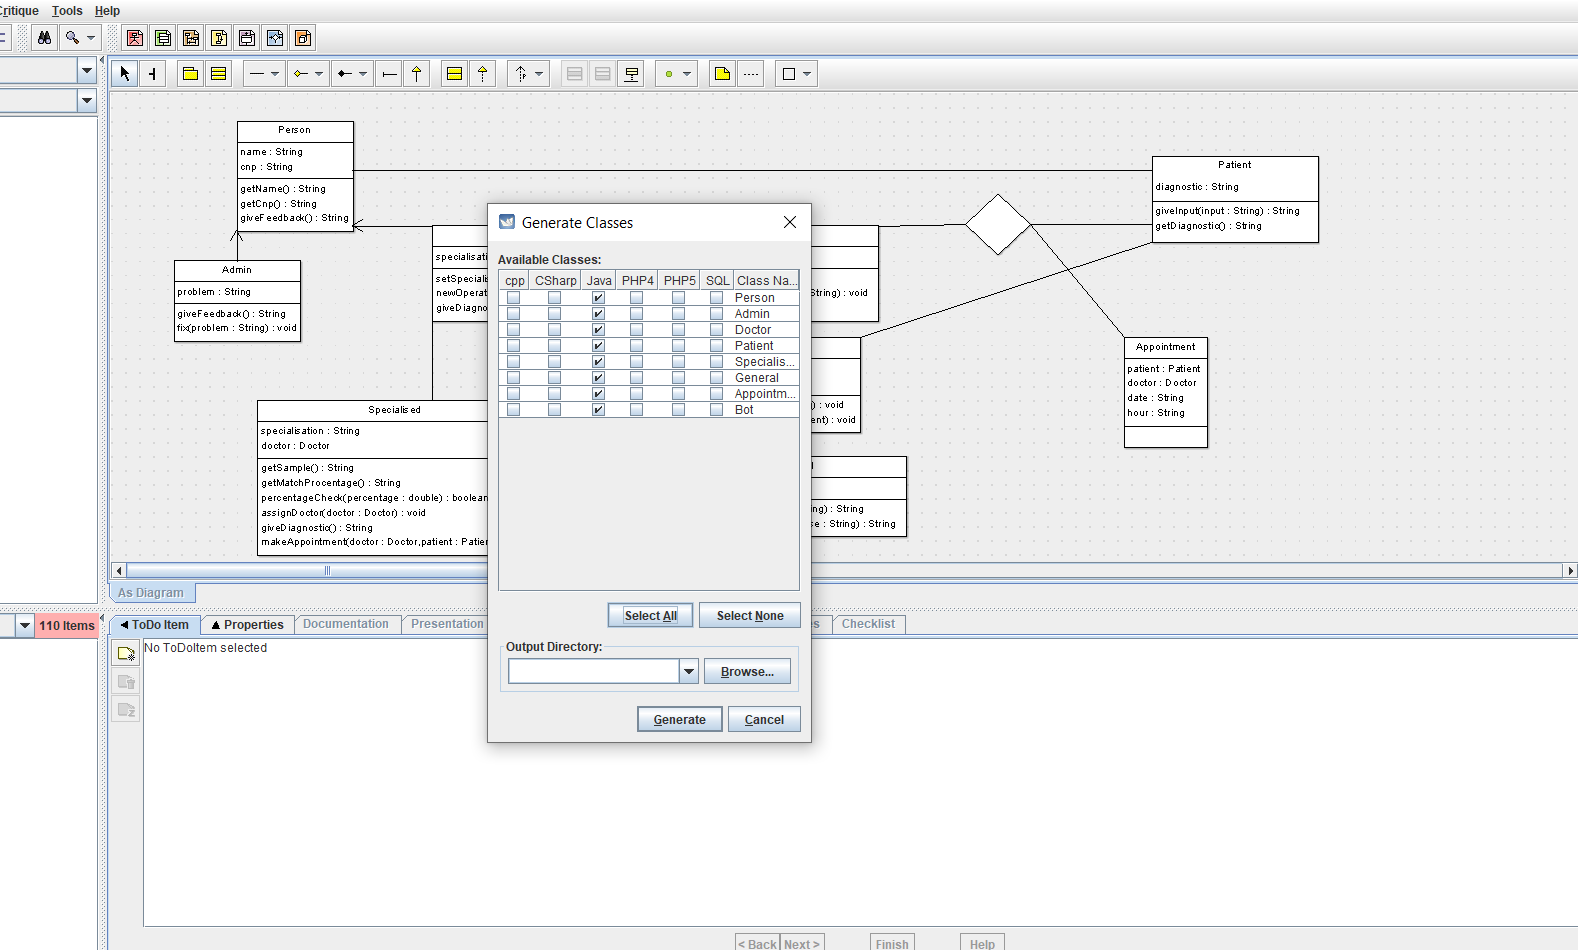 Critique Tools Help
Person
name : String
cnp : String
getName() : String
getCnp() : String
giveFeedback() : String
Admin
problem : String
giveFeedback() : String
fix(problem : String) : void
specialisati
setSpeciali
newOperat
giveDiagno
String) : void
Patient
diagnostic : String
giveInput(input : String) : String
getDiagnostic() : String
Appointment
patient : Patient
doctor : Doctor
date : String
hour : String
Specialised
specialisation : String
doctor : Doctor
getSample() : String
getMatchProcentage() : String
percentageCheck(percentage : double) : boolean
assignDoctor(doctor : Doctor) : void
giveDiagnostic() : String
makeAppointment(doctor : Doctor,patient : Patie
) : void
ent) : void
ing) : String
se : String) : String
Generate Classes
Available Classes:
cpp CSharp Java PHP4 PHP5 SQL Class Na...
Person
Admin
Doctor
Patient
Specialis...
General
Appointm...
Bot
Select All Select None
Output Directory:
Browse...
Generate Cancel
As Diagram
110 Items
ToDo Item Properties Documentation Presentation Checklist
No ToDoItem selected
< Back Next > Finish Help